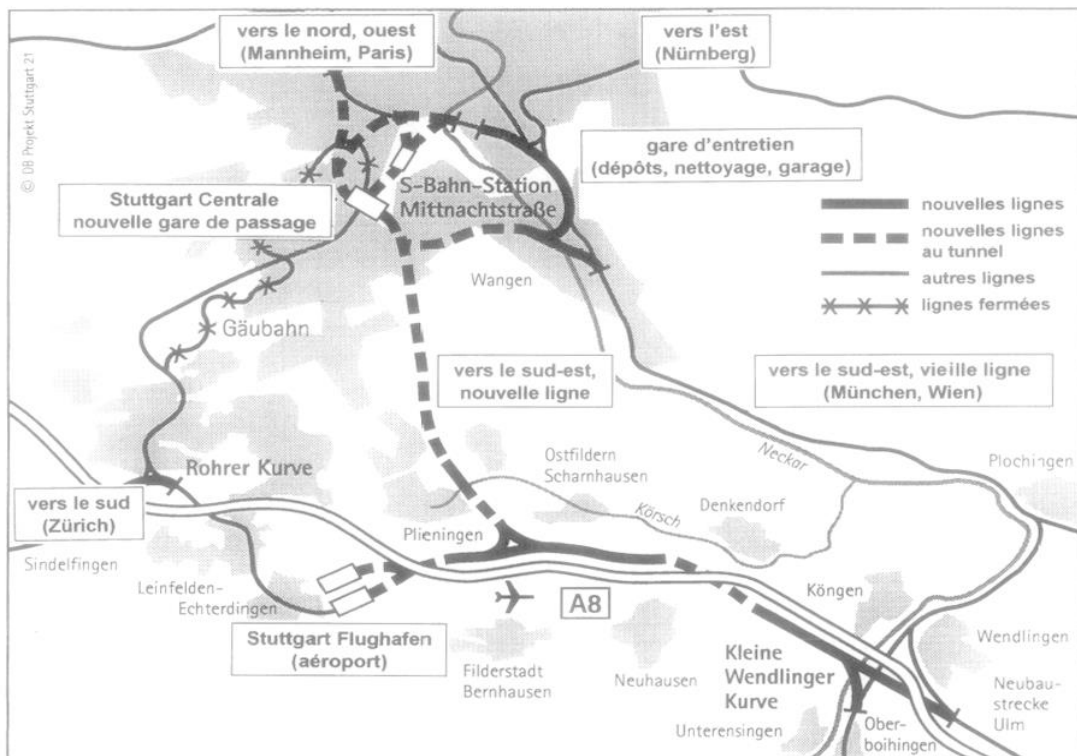 vers le nord, ouest
(Mannheim, Paris)
vers l'est
(Nürnberg)
© DB Projekt Stuttgart 21
gare d'entretien
(dépôts, nettoyage, garage)
Stuttgart Centrale
nouvelle gare de passage
S-Bahn-Station
Mittnachtstraße
nouvelles lignes
nouvelles lignes
au tunnel
autres lignes
lignes fermées
Wangen
Gäubahn
vers le sud-est,
nouvelle ligne
vers le sud-est, vieille ligne
(München, Wien)
Neckar
Plochingen
Rohrer Kurve
Ostfildern
Scharnhausen
Denkendorf
Körsch
vers le sud
(Zürich)
Sindelfingen
Plieningen
Leinfelden-
Echterdingen
A8
Köngen
Stuttgart Flughafen
(aéroport)
Filderstadt
Bernhausen
Neuhausen
Kleine
Wendlinger
Kurve
Wendlingen
Neubau-
strecke
Ulm
Unterensingen
Ober-
boihingen